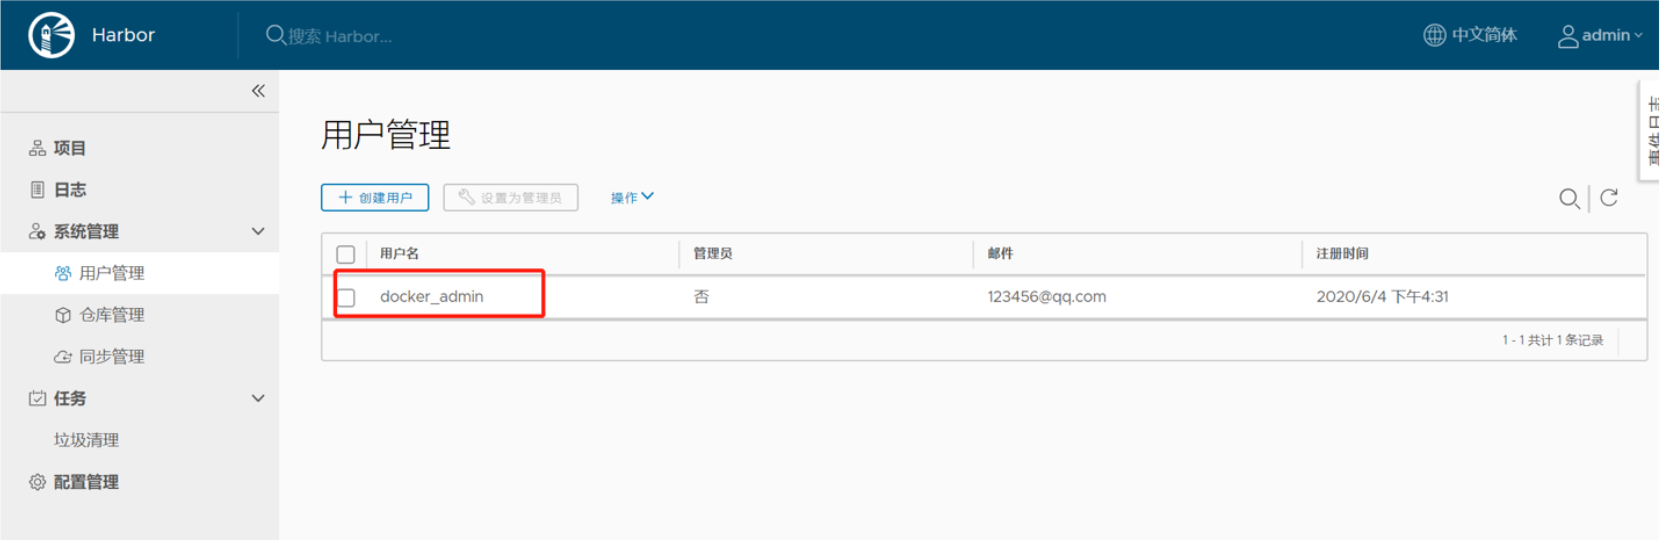 Harbor
搜索 Harbor...
中文简体
admin
事件日志
项目
日志
系统管理
用户管理
仓库管理
同步管理
任务
垃圾清理
配置管理
用户管理
创建用户
设置为管理员
操作
用户名 管理员 邮件 注册时间
docker_admin 否 123456@qq.com 2020/6/4 下午4:31
1 - 1 共计 1 条记录